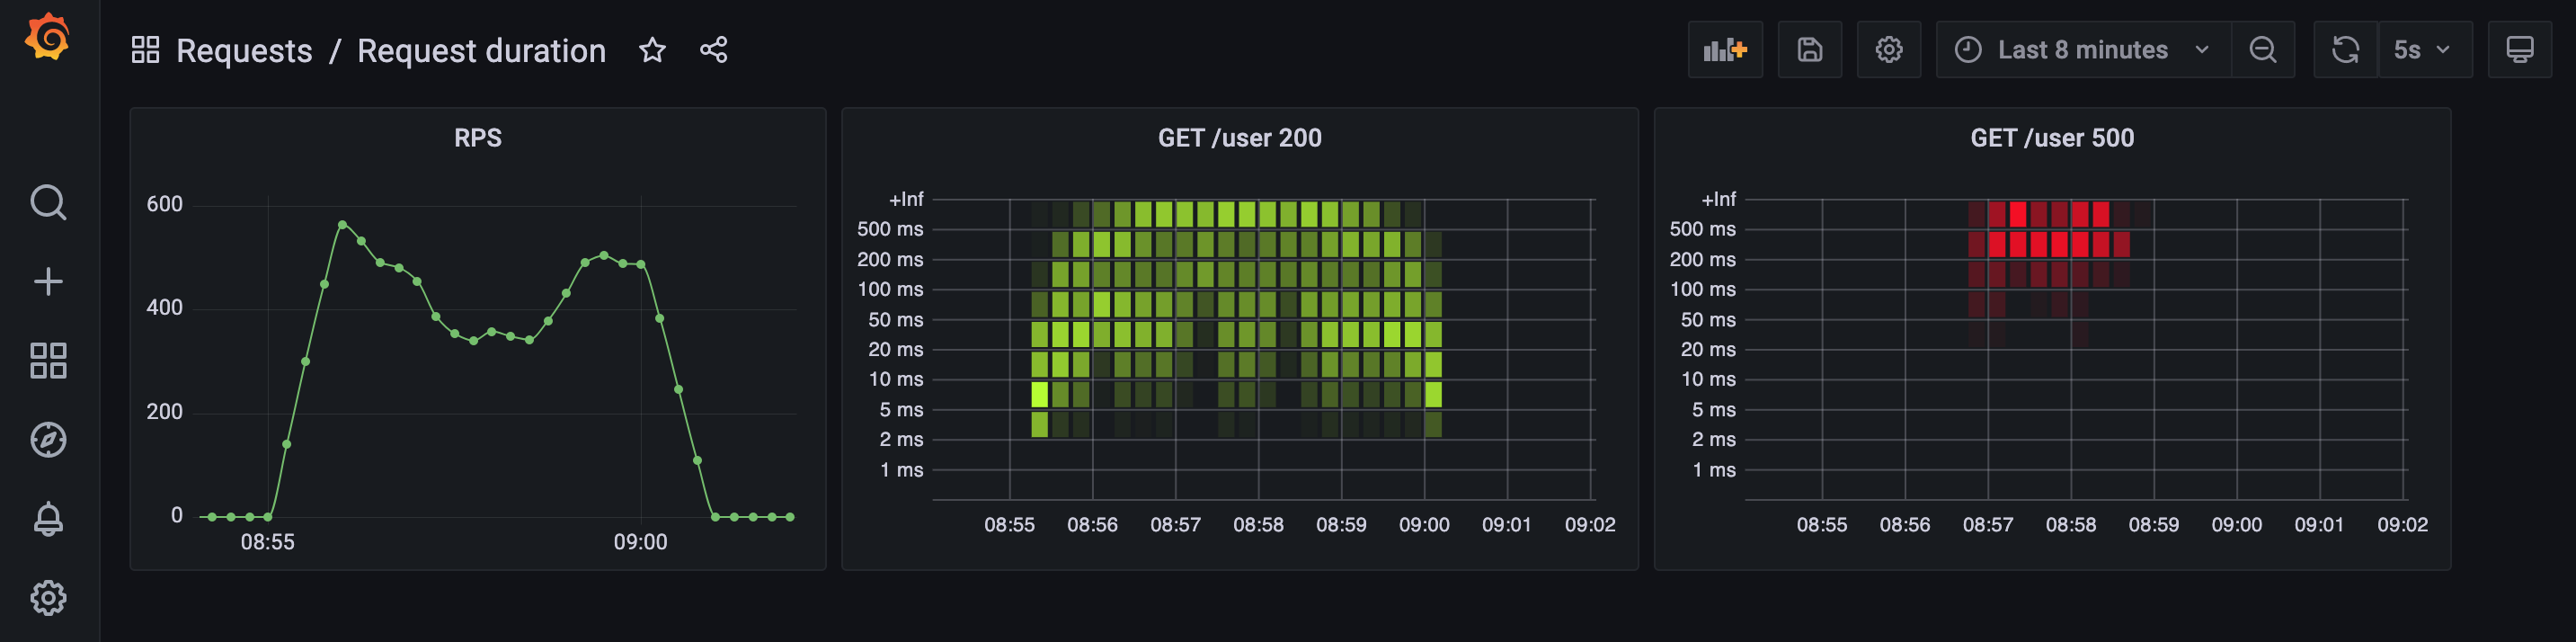 Requests / Request duration
Last 8 minutes
5s
RPS
600
400
200
0
08:55 09:00
GET /user 200
+Inf
500 ms
200 ms
100 ms
50 ms
20 ms
10 ms
5 ms
2 ms
1 ms
08:55 08:56 08:57 08:58 08:59 09:00 09:01 09:02
GET /user 500
+Inf
500 ms
200 ms
100 ms
50 ms
20 ms
10 ms
5 ms
2 ms
1 ms
08:55 08:56 08:57 08:58 08:59 09:00 09:01 09:02